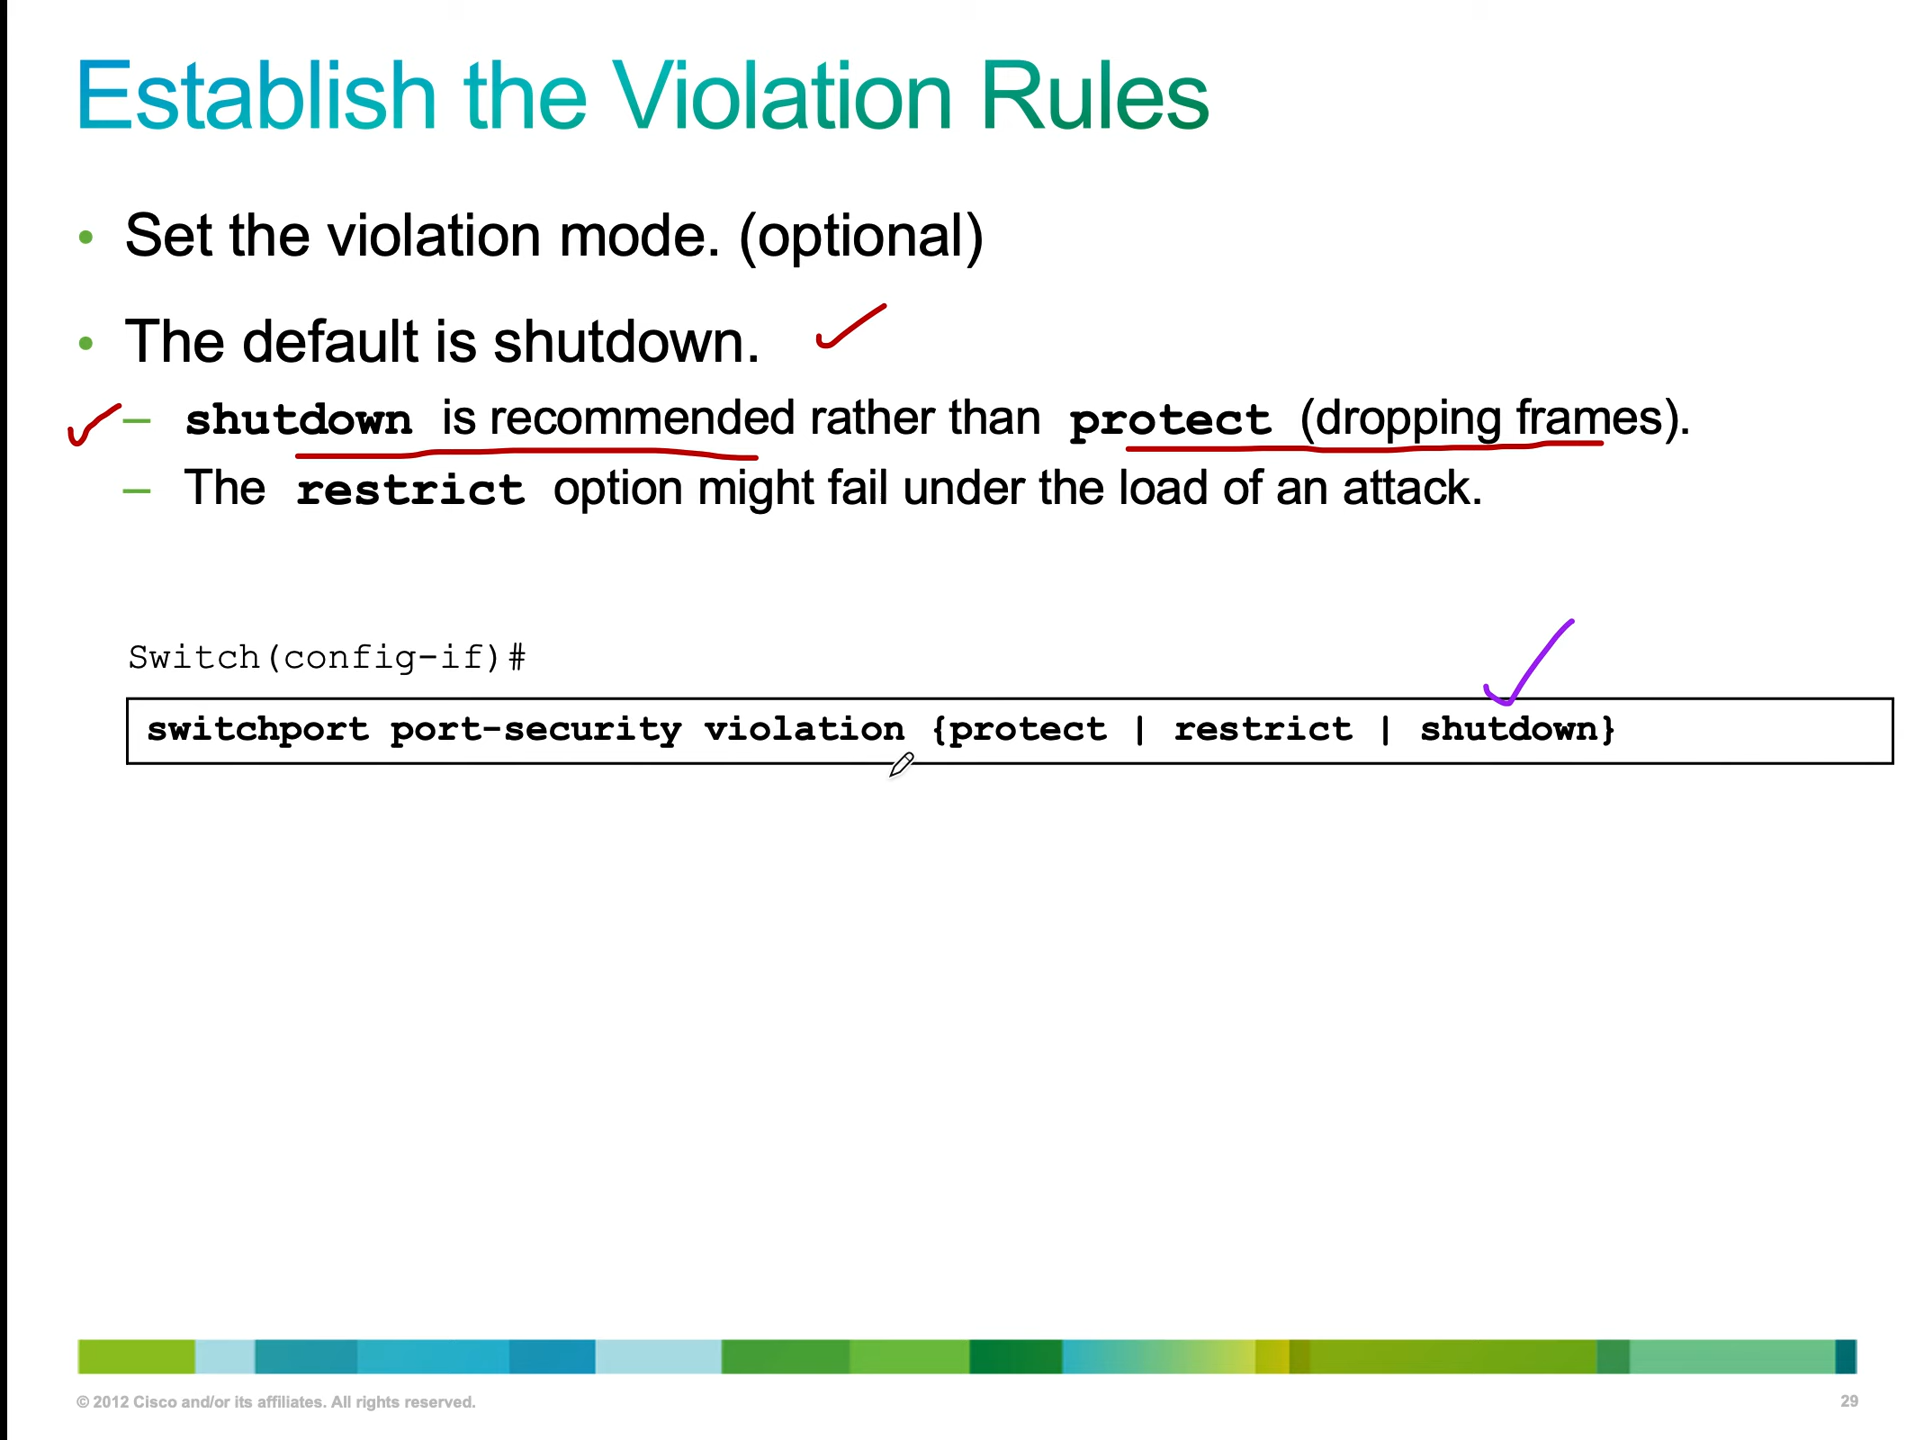 Establish the Violation Rules
• Set the violation mode. (optional)
• The default is shutdown.
– shutdown is recommended rather than protect (dropping frames).
– The restrict option might fail under the load of an attack.
Switch(config-if)#
switchport port-security violation {protect | restrict | shutdown}
© 2012 Cisco and/or its affiliates. All rights reserved.
29